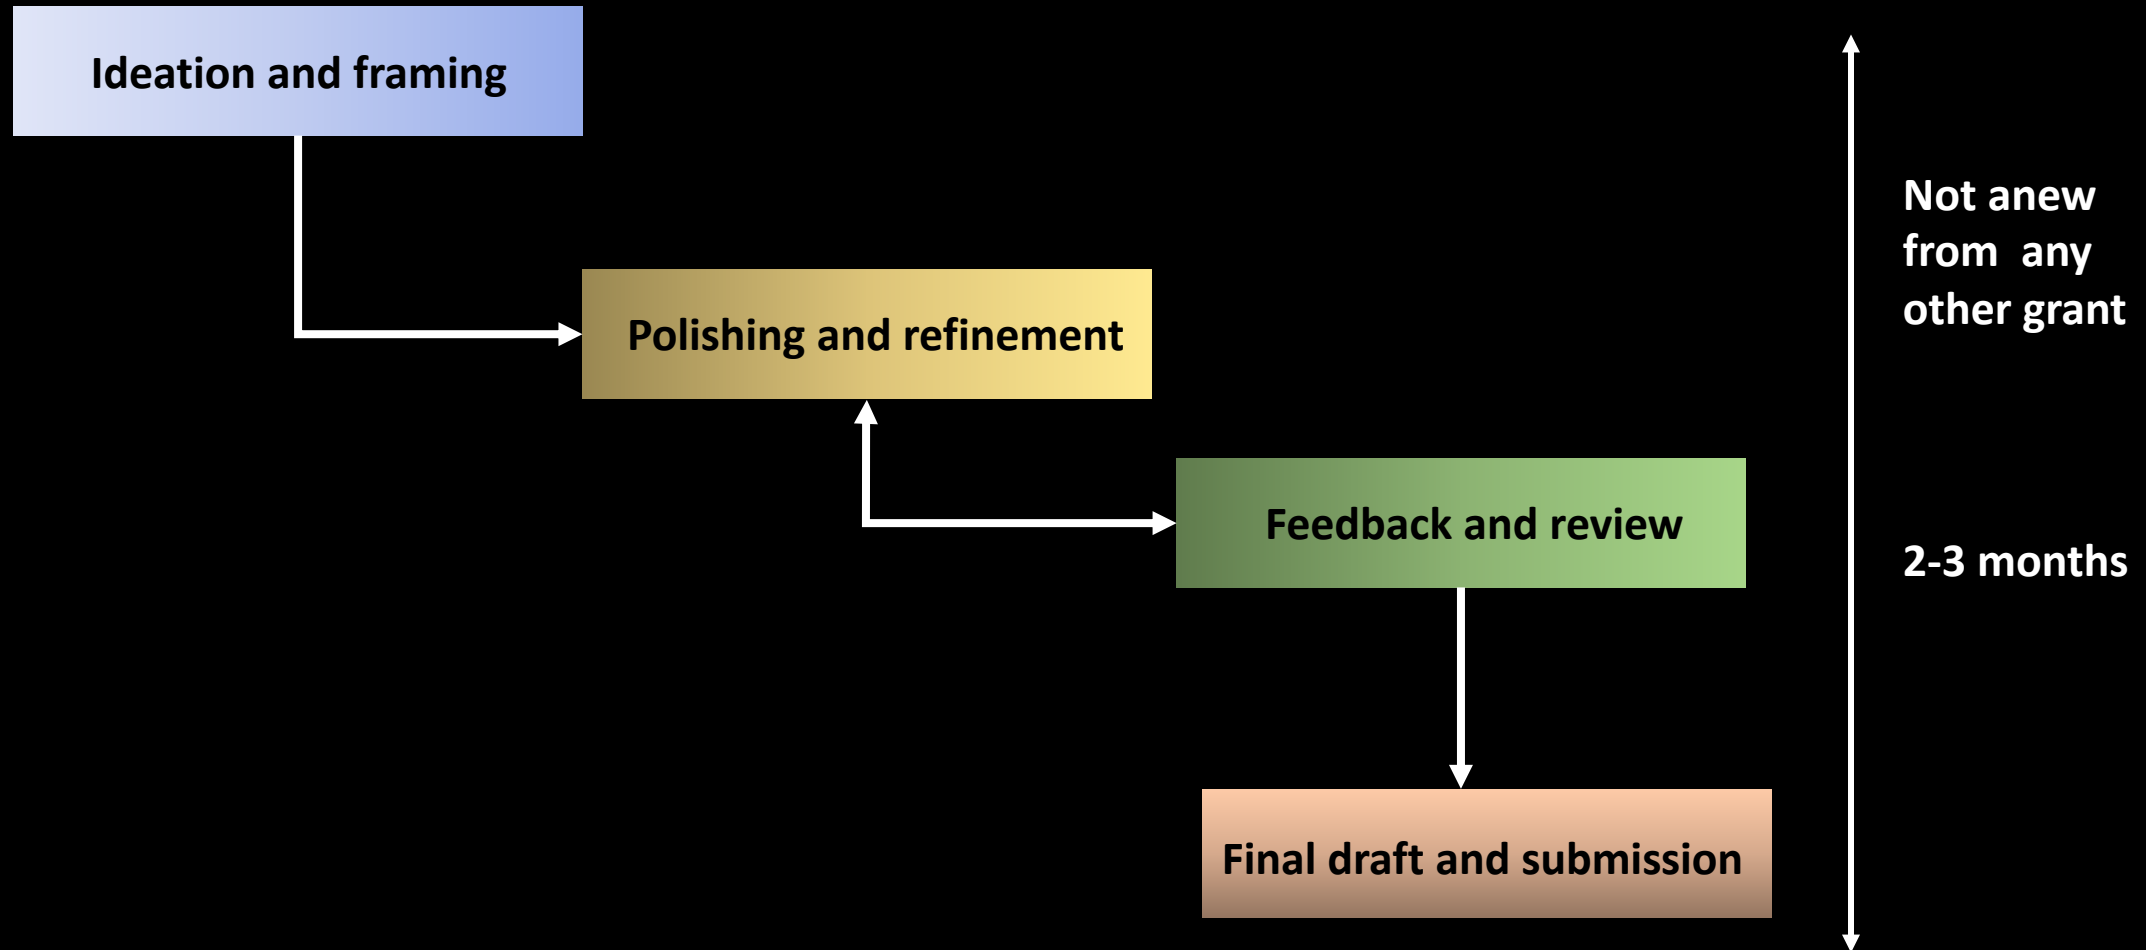 Ideation and framing
Polishing and refinement
Feedback and review
Final draft and submission
Not anew
from  any
other grant
2-3 months